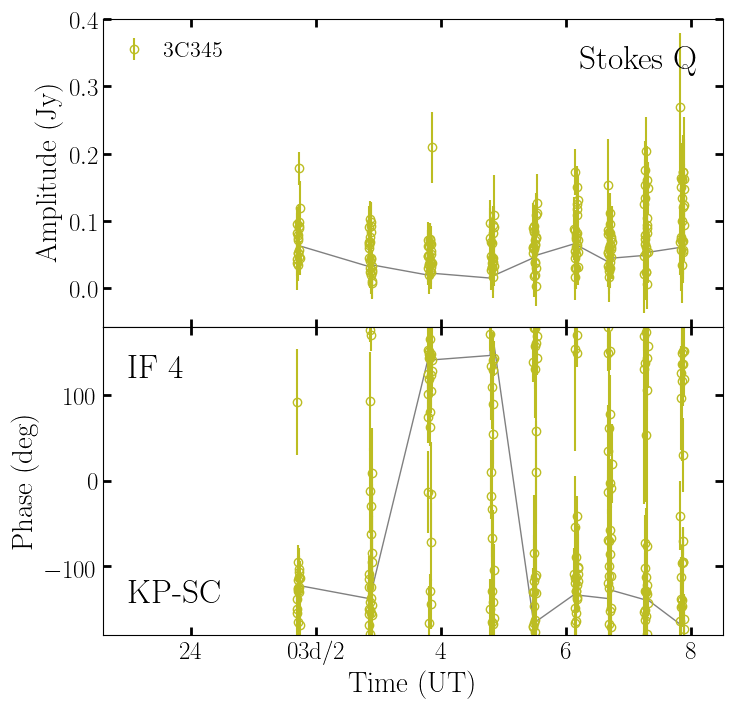 3C345
Stokes Q
0.4
0.3
0.2
0.1
0.0
Amplitude (Jy)
IF 4
100
0
−100
Phase (deg)
KP-SC
24 03d/2 4 6 8
Time (UT)